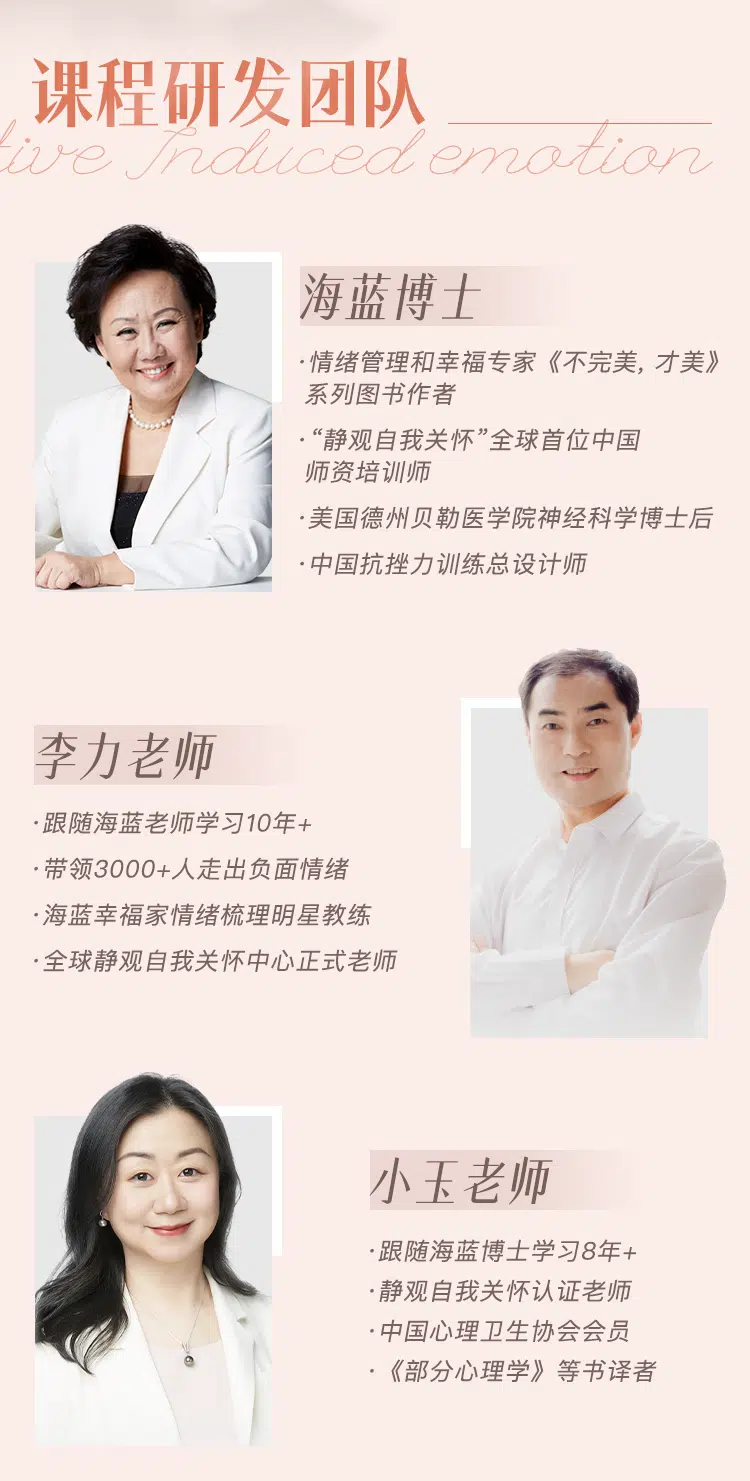 课程研发团队
tive Induced emotion
海蓝博士
·情绪管理和幸福专家《不完美, 才美》
系列图书作者
·“静观自我关怀”全球首位中国
师资培训师
·美国德州贝勒医学院神经科学博士后
·中国抗挫力训练总设计师
李力老师
·跟随海蓝老师学习10年+
·带领3000+人走出负面情绪
·海蓝幸福家情绪梳理明星教练
·全球静观自我关怀中心正式老师
小玉老师
·跟随海蓝博士学习8年+
·静观自我关怀认证老师
·中国心理卫生协会会员
·《部分心理学》等书译者